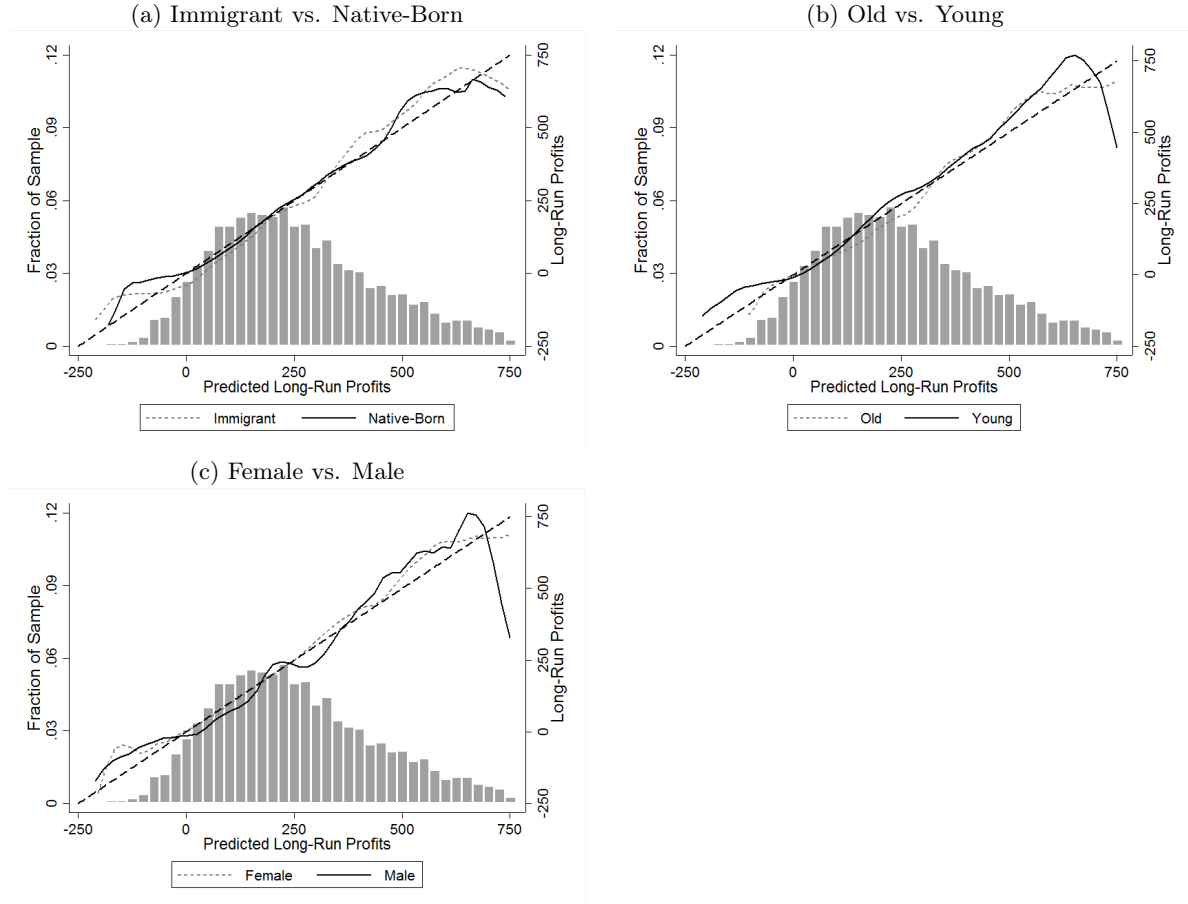 (a) Immigrant vs. Native-Born
.12
.09
.06
.03
0
Fraction of Sample
750
500
250
0
-250
Long-Run Profits
-250 0 250 500 750
Predicted Long-Run Profits
Immigrant Native-Born
(b) Old vs. Young
.12
.09
.06
.03
0
Fraction of Sample
750
500
250
0
-250
Long-Run Profits
-250 0 250 500 750
Predicted Long-Run Profits
Old Young
(c) Female vs. Male
.12
.09
.06
.03
0
Fraction of Sample
750
500
250
0
-250
Long-Run Profits
-250 0 250 500 750
Predicted Long-Run Profits
Female Male